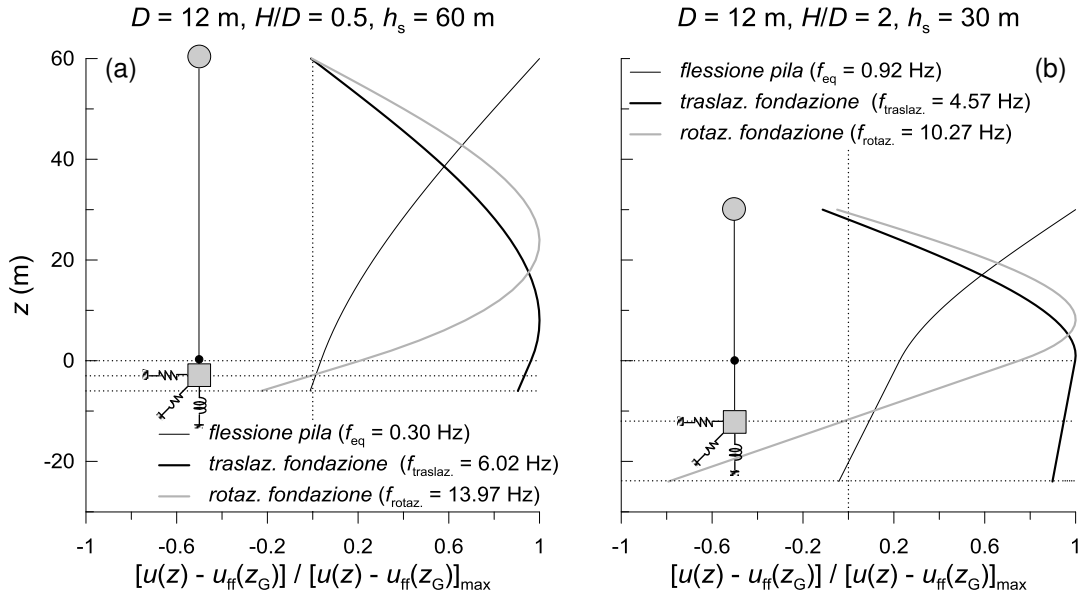 D = 12 m, H/D = 0.5, hs = 60 m
(a)
60
40
20
0
-20
z (m)
flessione pila (feq = 0.30 Hz)
traslaz. fondazione (ftraslaz. = 6.02 Hz)
rotaz. fondazione (frotaz. = 13.97 Hz)
-1 -0.6 -0.2 0.2 0.6 1
[u(z) - uff(zG)] / [u(z) - uff(zG)]max
D = 12 m, H/D = 2, hs = 30 m
(b)
flessione pila (feq = 0.92 Hz)
traslaz. fondazione (ftraslaz. = 4.57 Hz)
rotaz. fondazione (frotaz. = 10.27 Hz)
-1 -0.6 -0.2 0.2 0.6 1
[u(z) - uff(zG)] / [u(z) - uff(zG)]max